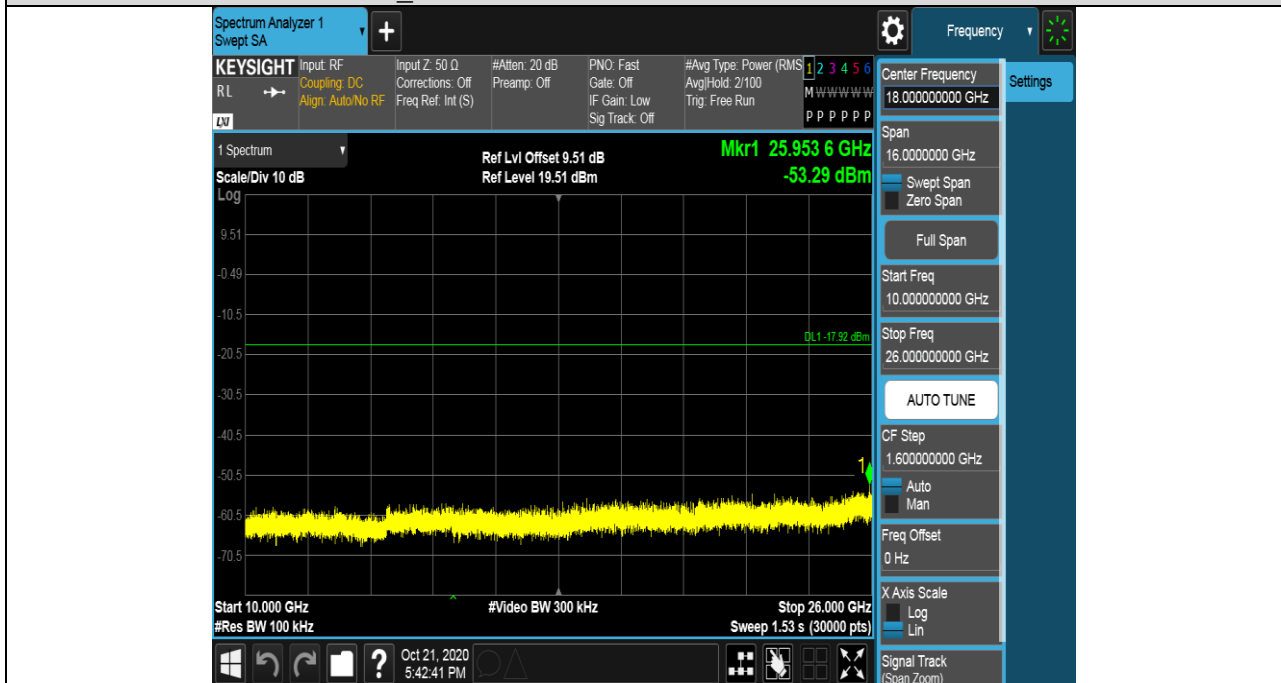 Spectrum Analyzer 1
Swept SA
+
Frequency
KEYSIGHT
RL
LXI
Input: RF
Coupling: DC
Align: Auto/No RF
Input Z: 50 Ω
Corrections: Off
Freq Ref: Int (S)
#Atten: 20 dB
Preamp: Off
PNO: Fast
Gate: Off
IF Gain: Low
Sig Track: Off
#Avg Type: Power (RMS
Avg|Hold: 2/100
Trig: Free Run
1 2 3 4 5 6
M W W W W W
P P P P P P
1 Spectrum
Scale/Div 10 dB
Log
Ref Lvl Offset 9.51 dB
Ref Level 19.51 dBm
Mkr1 25.953 6 GHz
-53.29 dBm
9.51
-0.49
-10.5
DL1 -17.92 dBm
-20.5
-30.5
-40.5
1
-50.5
-60.5
-70.5
Start 10.000 GHz
#Video BW 300 kHz
Stop 26.000 GHz
#Res BW 100 kHz
Sweep 1.53 s (30000 pts)
?
Oct 21, 2020
5:42:41 PM
Center Frequency
18.000000000 GHz
Settings
Span
16.0000000 GHz
Swept Span
Zero Span
Full Span
Start Freq
10.000000000 GHz
Stop Freq
26.000000000 GHz
AUTO TUNE
CF Step
1.600000000 GHz
Auto
Man
Freq Offset
0 Hz
X Axis Scale
Log
Lin
Signal Track
(Span Zoom)